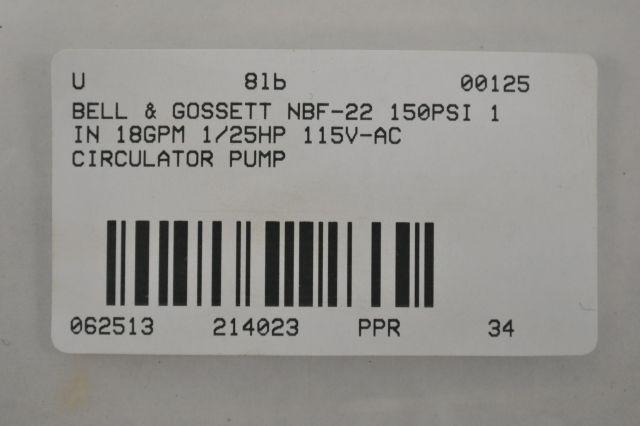 U 8lb 00125
BELL & GOSSETT NBF-22 150PSI 1
IN 18GPM 1/25HP 115V-AC
CIRCULATOR PUMP
062513 214023 PPR 34